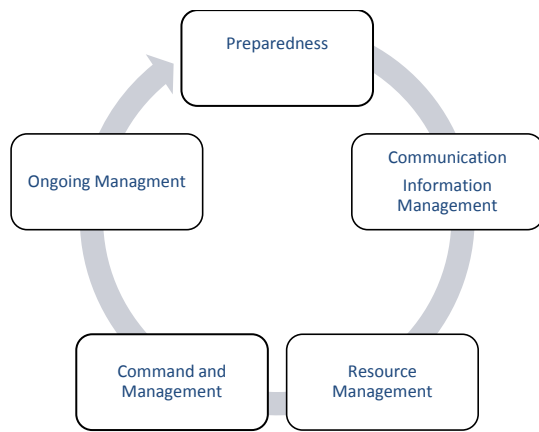 Preparedness
Communication
Information
Management
Resource
Management
Command and
Management
Ongoing Managment